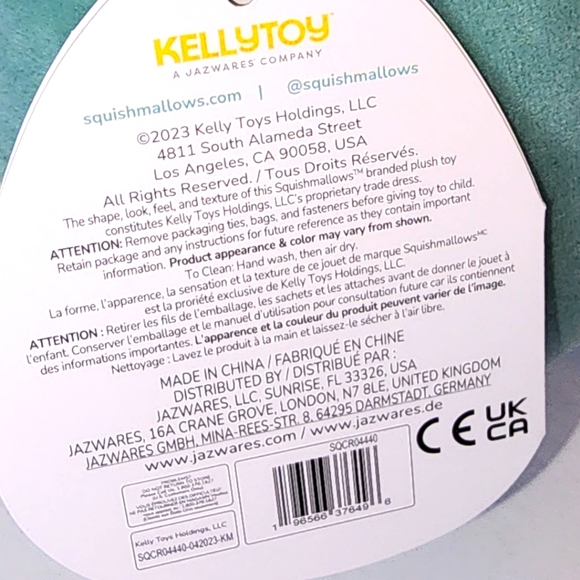 KELLYTOY™
A JAZWARES COMPANY
squishmallows.com | @squishmallows
©2023 Kelly Toys Holdings, LLC
4811 South Alameda Street
Los Angeles, CA 90058, USA
All Rights Reserved. / Tous Droits Réservés.
The shape, look, feel, and texture of this Squishmallows™ branded plush toy
constitutes Kelly Toys Holdings, LLC's proprietary trade dress.
ATTENTION: Remove packaging ties, bags, and fasteners before giving toy to child.
Retain package and any instructions for future reference as they contain important
information. Product appearance & color may vary from shown.
To Clean: Hand wash, then air dry.
La forme, l'apparence, la sensation et la texture de ce jouet de marque Squishmallowsᴹᶜ
est la proriété exclusive de Kelly Toys Holdings, LLC.
ATTENTION : Retirer les fils de l'emballage, les sachets et les attaches avant de donner le jouet à
l'enfant. Conserver l'emballage et le manuel d'utilisation pour consultation future car ils contiennent
des informations importantes. L'apparence et la couleur du produit peuvent varier de l'image.
Nettoyage : Lavez le produit à la main et laissez-le sécher à l'air libre.
MADE IN CHINA / FABRIQUÉ EN CHINE
DISTRIBUTED BY / DISTRIBUÉ PAR :
JAZWARES, LLC, SUNRISE, FL 33326, USA
JAZWARES, 16A CRANE GROVE, LONDON, N7 8LE, UNITED KINGDOM
JAZWARES GMBH, MINA-REES-STR. 8, 64295 DARMSTADT, GERMANY
www.jazwares.com / www.jazwares.de
CE UK
CA
SQCR04440
1 96566 37649 6
PROBLEMS?
DO NOT RETURN TO STORE
Kelly Toys Holdings, LLC
SQCR04440-042023-KM